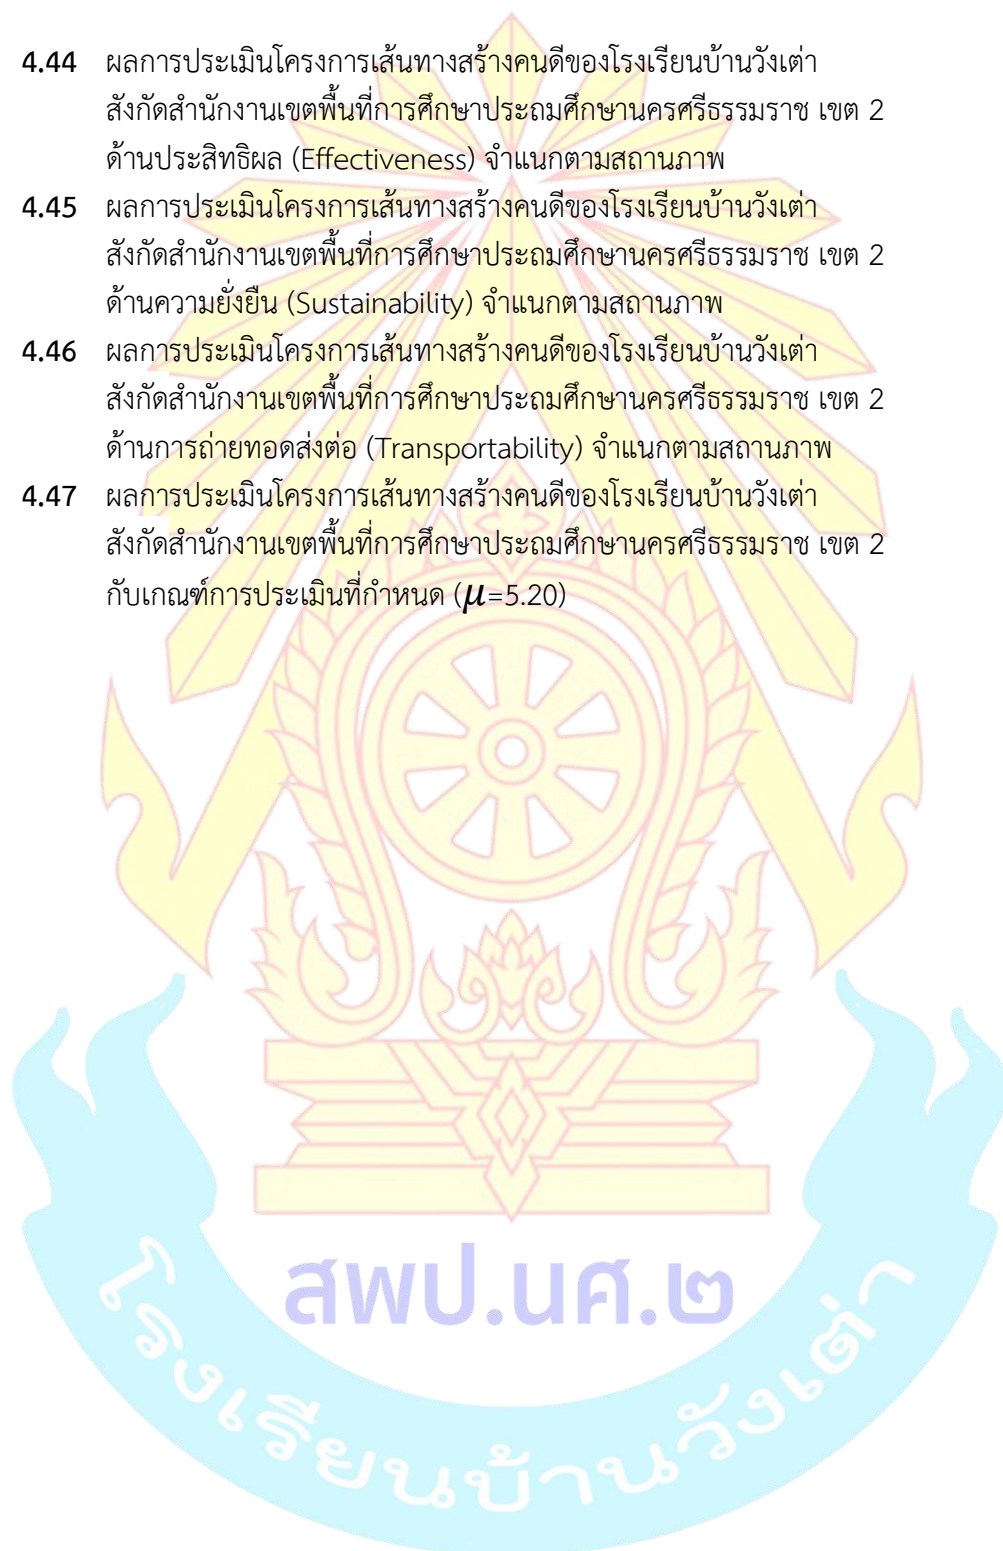 4.44 ผลการประเมินโครงการเส้นทางสร้างคนดีของโรงเรียนบ้านวังเต่า
สังกัดสำนักงานเขตพื้นที่การศึกษาประถมศึกษานครศรีธรรมราช เขต 2
ด้านประสิทธิผล (Effectiveness) จำแนกตามสถานภาพ
4.45 ผลการประเมินโครงการเส้นทางสร้างคนดีของโรงเรียนบ้านวังเต่า
สังกัดสำนักงานเขตพื้นที่การศึกษาประถมศึกษานครศรีธรรมราช เขต 2
ด้านความยั่งยืน (Sustainability) จำแนกตามสถานภาพ
4.46 ผลการประเมินโครงการเส้นทางสร้างคนดีของโรงเรียนบ้านวังเต่า
สังกัดสำนักงานเขตพื้นที่การศึกษาประถมศึกษานครศรีธรรมราช เขต 2
ด้านการถ่ายทอดส่งต่อ (Transportability) จำแนกตามสถานภาพ
4.47 ผลการประเมินโครงการเส้นทางสร้างคนดีของโรงเรียนบ้านวังเต่า
สังกัดสำนักงานเขตพื้นที่การศึกษาประถมศึกษานครศรีธรรมราช เขต 2
กับเกณฑ์การประเมินที่กำหนด (μ=5.20)
สพป.นศ.๒
โรงเรียนบ้านวังเต่า